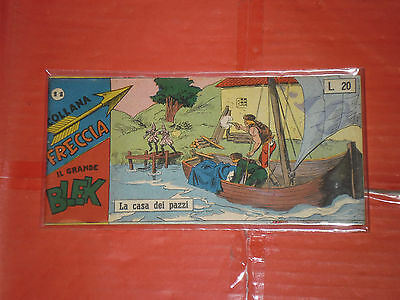 COLLANA
FRECCIA
IL GRANDE
BLEK
L. 20
La casa dei pazzi